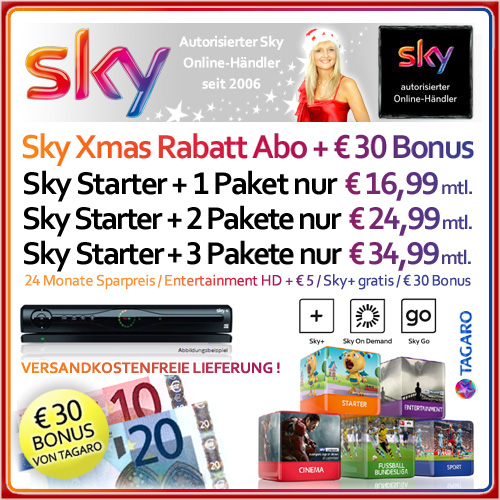 sky
Autorisierter Sky
Online-Händler
seit 2006
sky
autorisierter
Online-Händler
Sky Xmas Rabatt Abo + € 30 Bonus
Sky Starter + 1 Paket nur € 16,99 mtl.
Sky Starter + 2 Pakete nur € 24,99 mtl.
Sky Starter + 3 Pakete nur € 34,99 mtl.
24 Monate Sparpreis / Entertainment HD + € 5 / Sky+ gratis / € 30 Bonus
sky
Abbildungsbeispiel
+
go
Sky+
Sky On Demand
Sky Go
TAGARO
VERSANDKOSTENFREIE LIEFERUNG !
€ 30
BONUS
VON TAGARO
10
20
STARTER
ENTERTAINMENT
CINEMA
FUSSBALL
BUNDESLIGA
SPORT